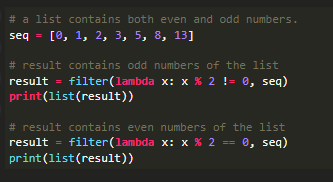 # a list contains both even and odd numbers.
seq = [0, 1, 2, 3, 5, 8, 13]
# result contains odd numbers of the list
result = filter(lambda x: x % 2 != 0, seq)
print(list(result))
# result contains even numbers of the list
result = filter(lambda x: x % 2 == 0, seq)
print(list(result))